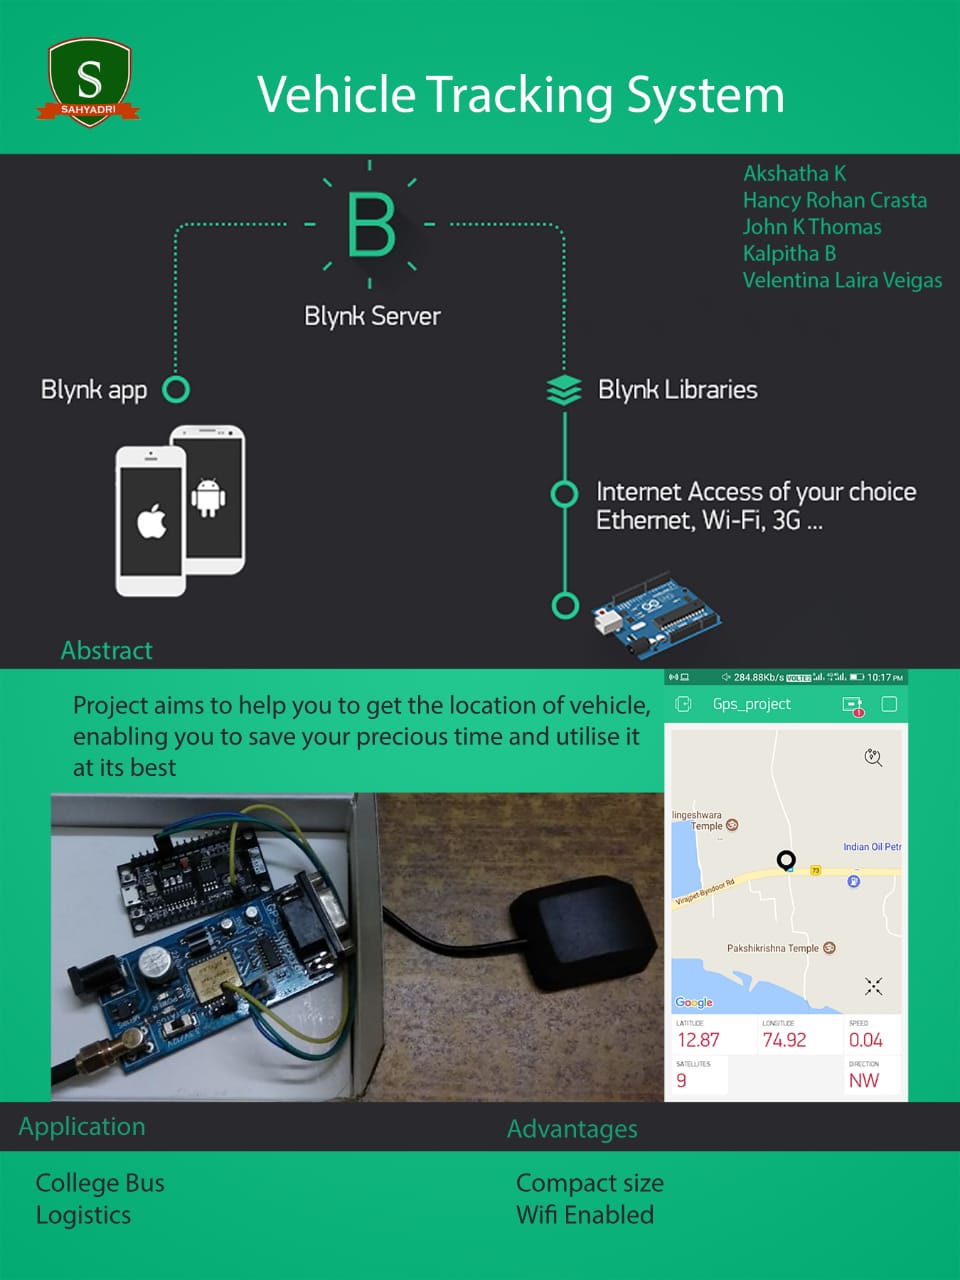 S
SAHYADRI
Vehicle Tracking System
Akshatha K
Hancy Rohan Crasta
John K Thomas
Kalpitha B
Velentina Laira Veigas
B
Blynk Server
Blynk app
Blynk Libraries
Internet Access of your choice
Ethernet, Wi-Fi, 3G ...
Abstract
Project aims to help you to get the location of vehicle,
enabling you to save your precious time and utilise it
at its best
284.88Kb/s VOLTE2 10:17 PM
Gps_project
1
lingeshwara
Temple
Indian Oil Petr
73
Virajpet-Byndoor Rd
Pakshikrishna Temple
Google
LATITUDE LONGITUDE SPEED
12.87 74.92 0.04
SATELLITES DIRECTION
9 NW
Application
Advantages
College Bus
Logistics
Compact size
Wifi Enabled